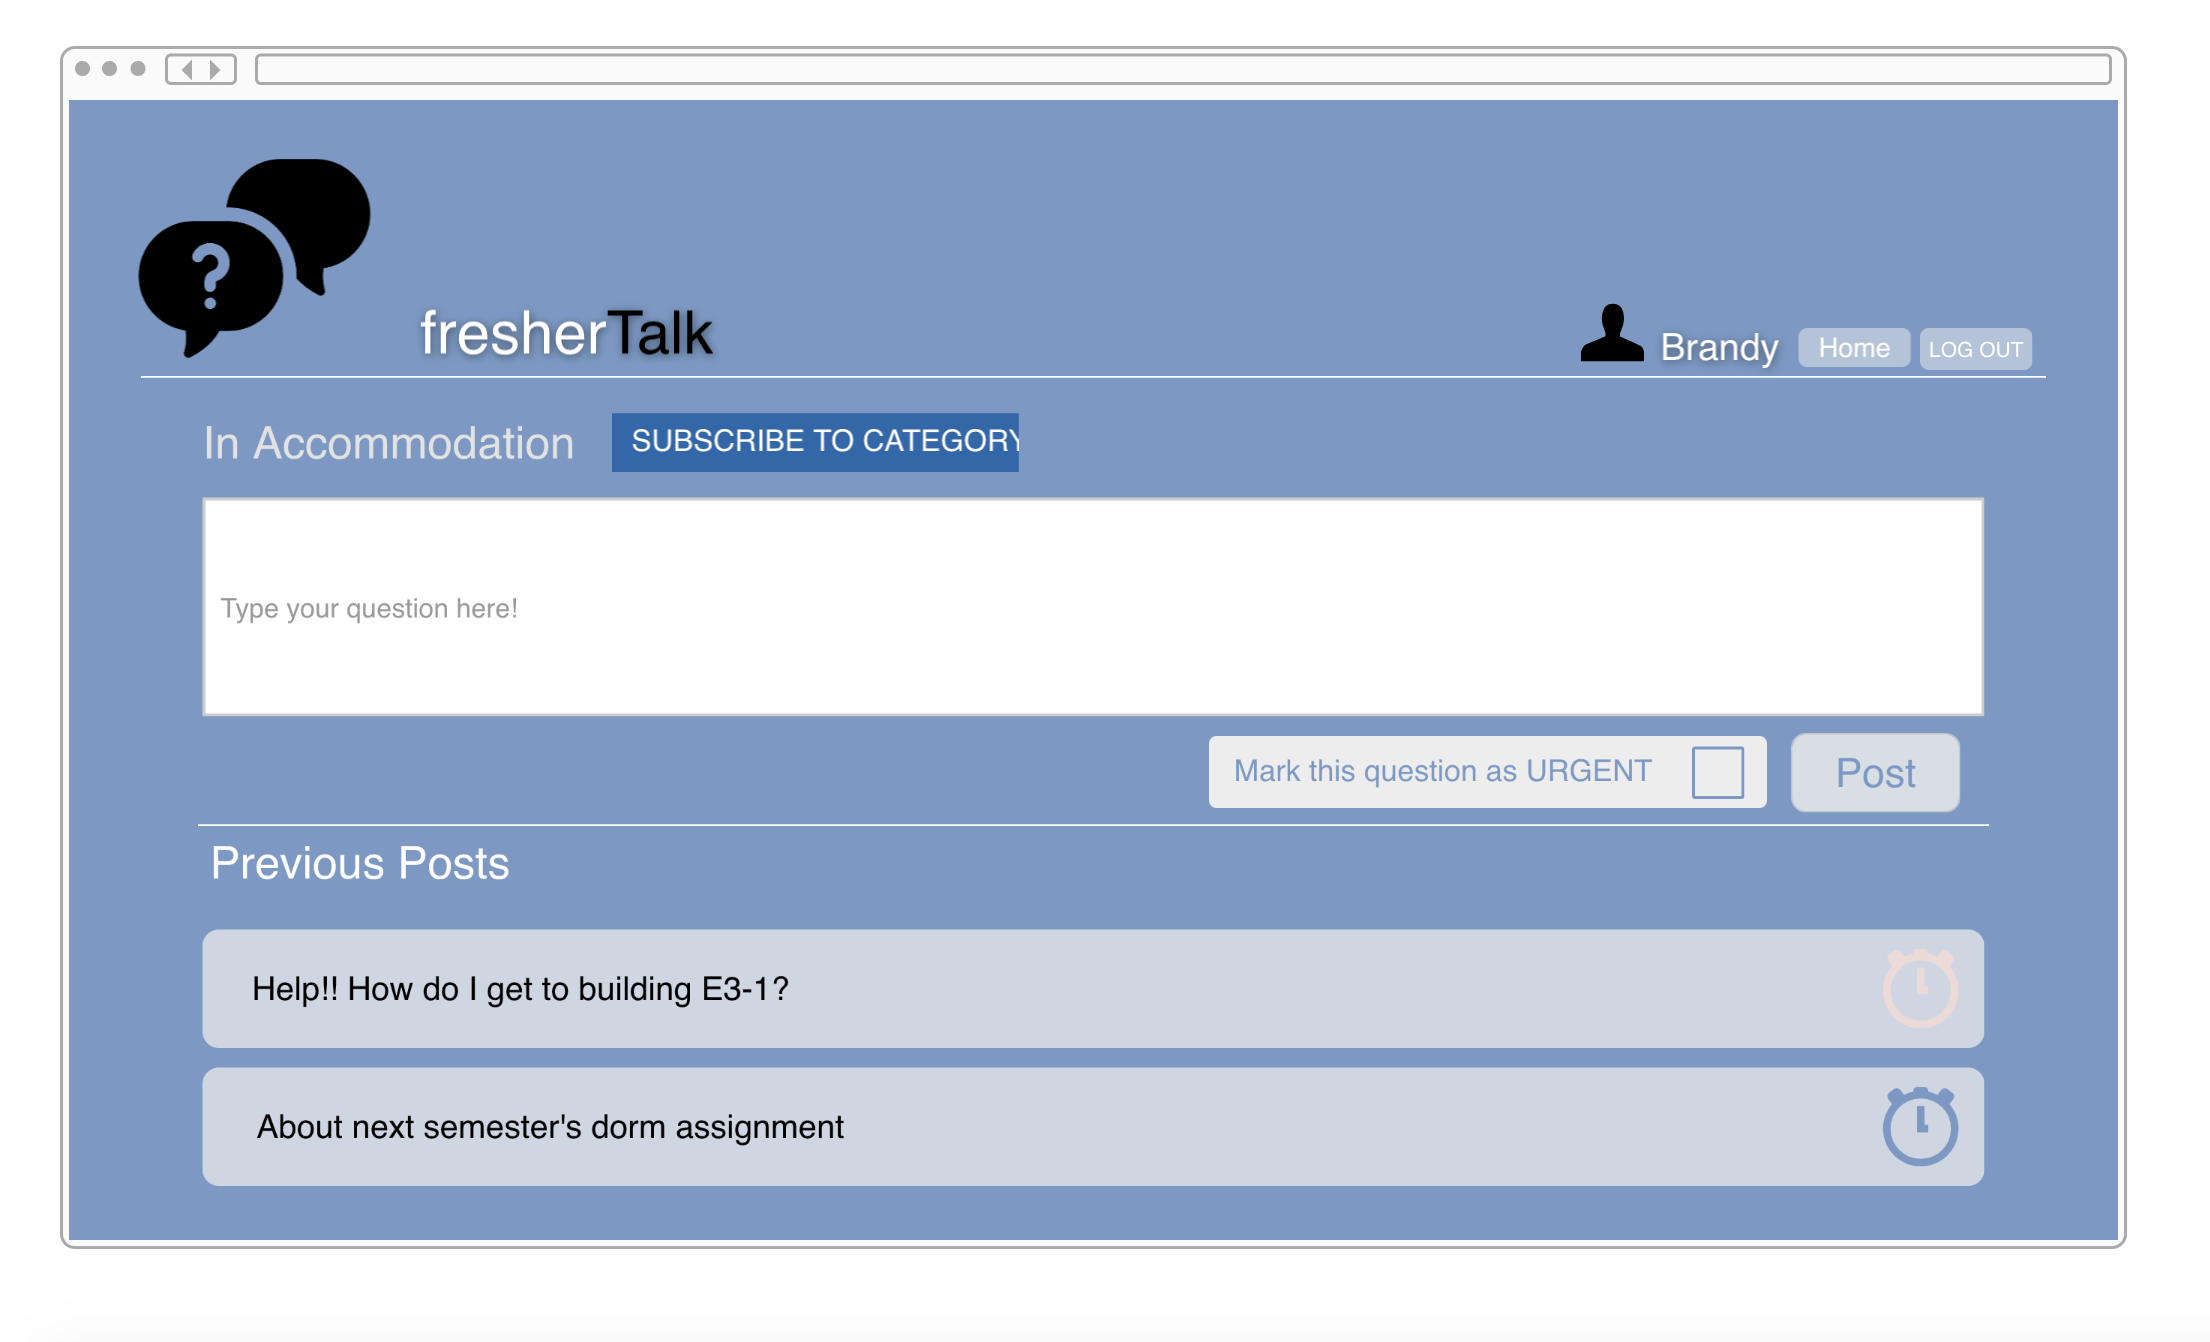 ?
fresherTalk
Brandy
Home
LOG OUT
In Accommodation
SUBSCRIBE TO CATEGORY
Type your question here!
Mark this question as URGENT
Post
Previous Posts
Help!! How do I get to building E3-1?
About next semester's dorm assignment